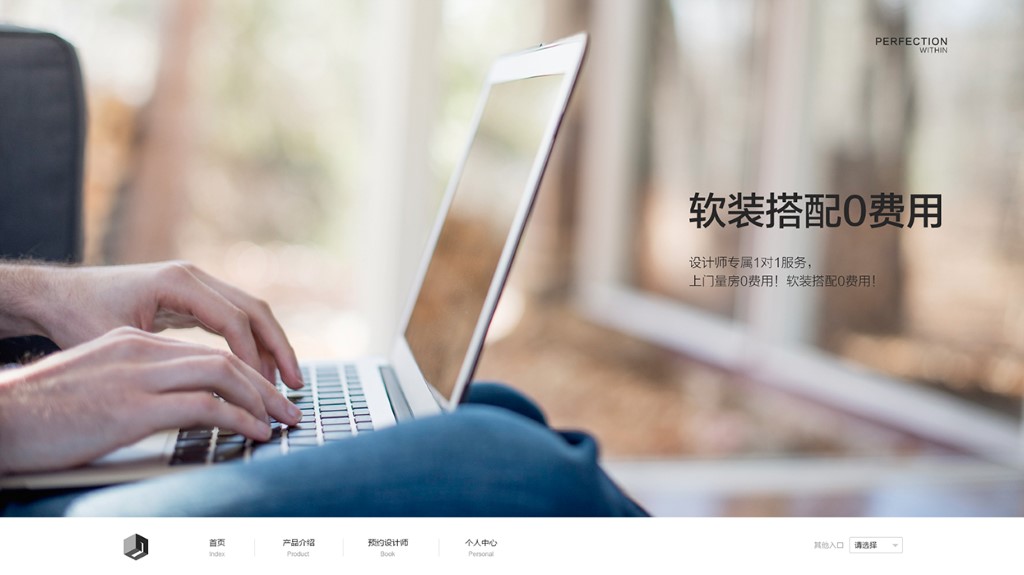 PERFECTION
WITHIN
软装搭配0费用
设计师专属1对1服务，
上门量房0费用！软装搭配0费用！
首页
Index
产品介绍
Product
预约设计师
Book
个人中心
Personal
其他入口
请选择